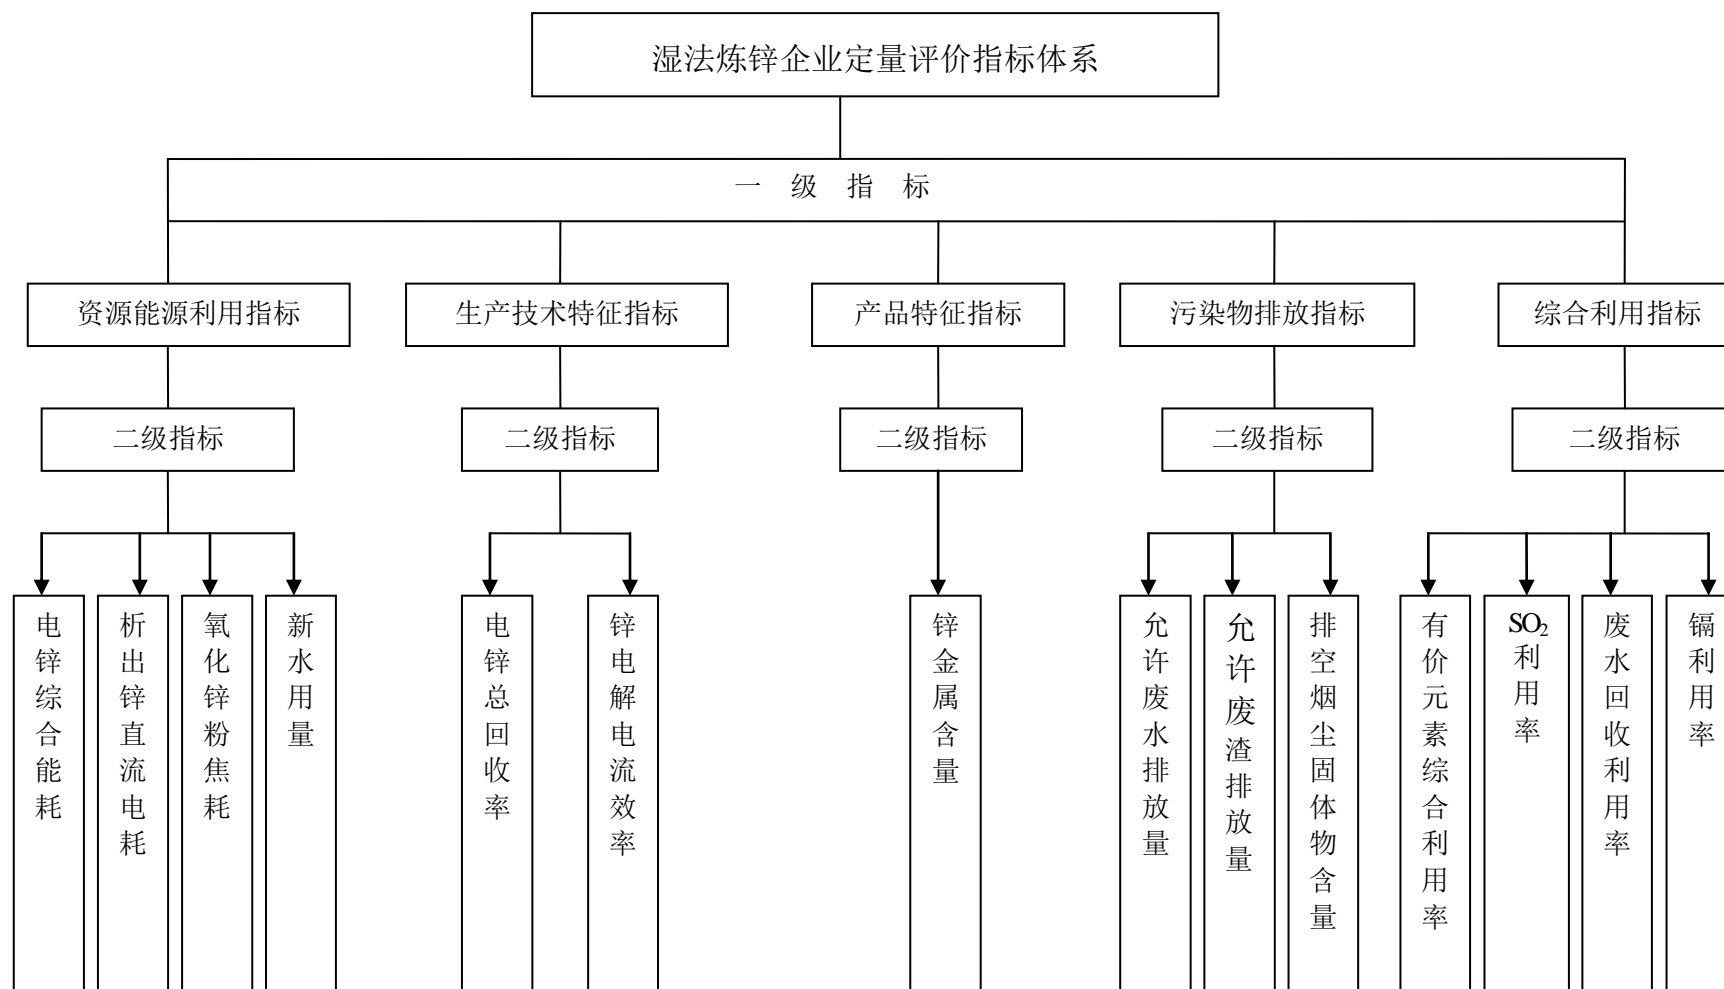 湿法炼锌企业定量评价指标体系
一 级 指 标
资源能源利用指标
生产技术特征指标
产品特征指标
污染物排放指标
综合利用指标
二级指标
二级指标
二级指标
二级指标
二级指标
电锌综合能耗
析出锌直流电耗
氧化锌粉焦耗
新水用量
电锌总回收率
锌电解电流效率
锌金属含量
允许废水排放量
允许废渣排放量
排空烟尘固体物含量
有价元素综合利用率
SO₂利用率
废水回收利用率
镉利用率